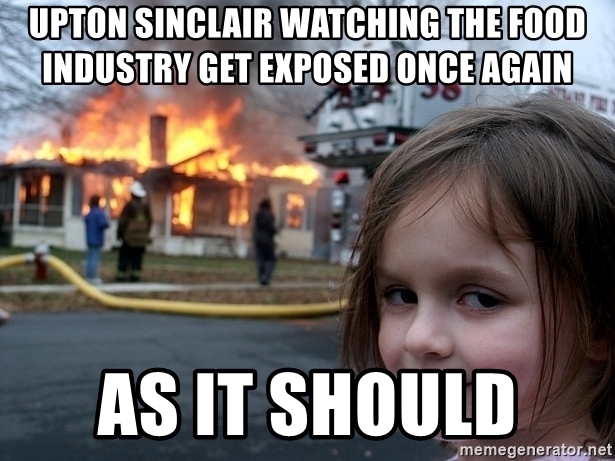 UPTON SINCLAIR WATCHING THE FOOD
INDUSTRY GET EXPOSED ONCE AGAIN
AS IT SHOULD
memegenerator.net